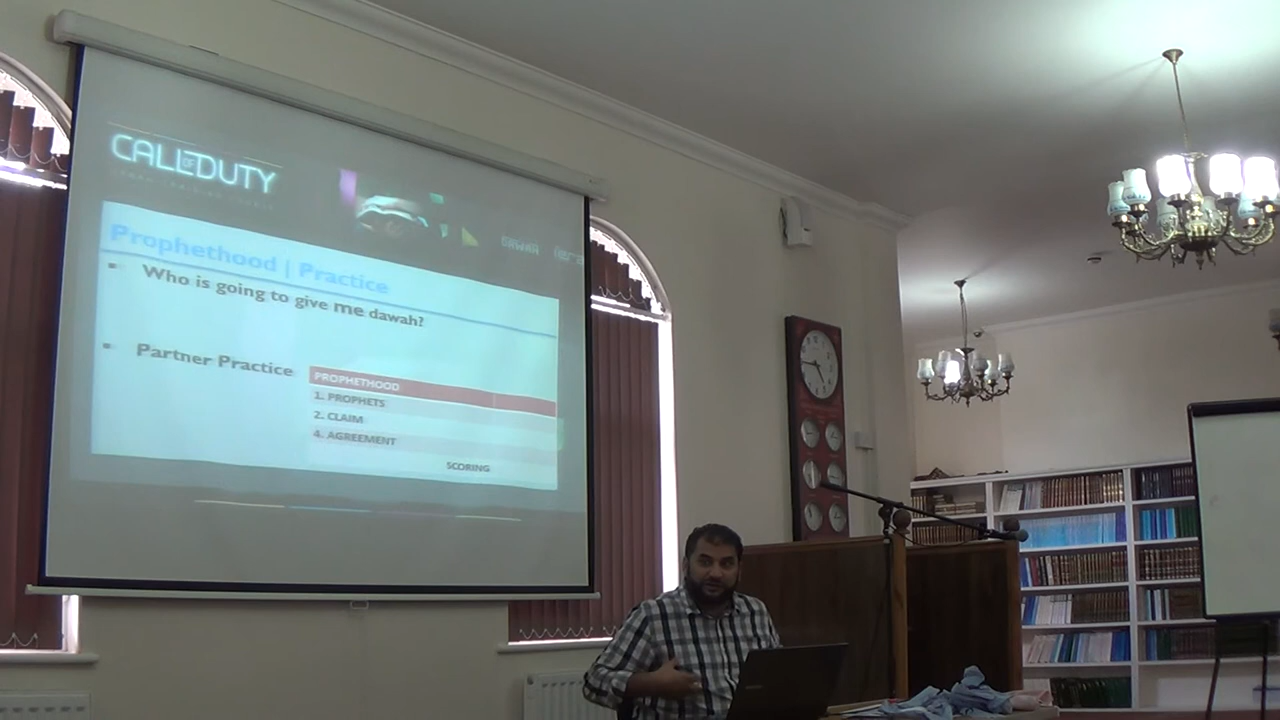 CALL OF DUTY
Prophethood | Practice
Who is going to give me dawah?
Partner Practice
PROPHETHOOD
1. PROPHETS
2. CLAIM
4. AGREEMENT
SCORING